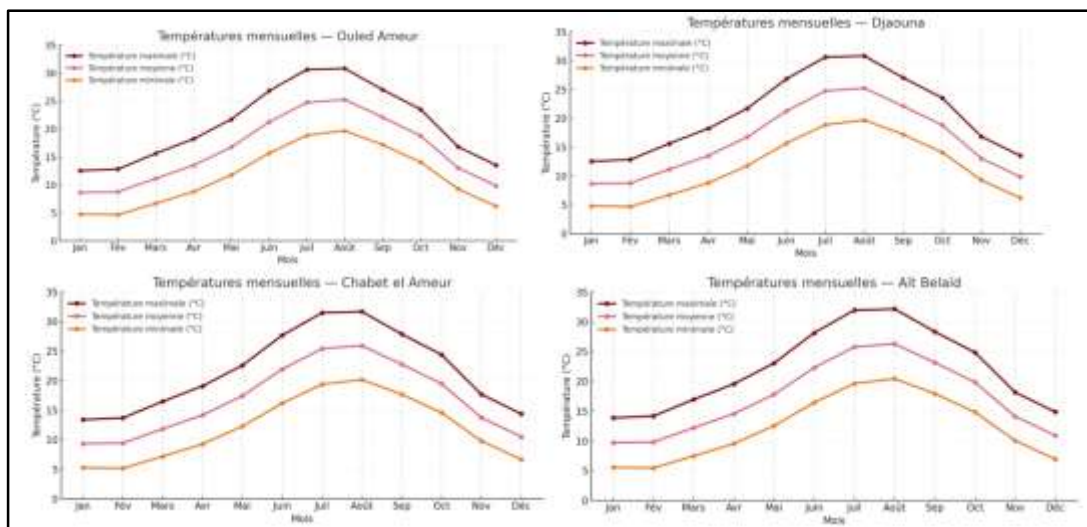 Températures mensuelles — Ouled Ameur
35
30
25
20
15
10
5
0
Température (°C)
Température maximale (°C)
Température moyenne (°C)
Température minimale (°C)
Jan Fév Mars Avr Mai Juin Juil Août Sep Oct Nov Déc
Mois
Températures mensuelles — Djaouna
35
30
25
20
15
10
5
0
Température (°C)
Température maximale (°C)
Température moyenne (°C)
Température minimale (°C)
Jan Fév Mars Avr Mai Juin Juil Août Sep Oct Nov Déc
Mois
Températures mensuelles — Chabet el Ameur
35
30
25
20
15
10
5
0
Température (°C)
Température maximale (°C)
Température moyenne (°C)
Température minimale (°C)
Jan Fév Mars Avr Mai Juin Juil Août Sep Oct Nov Déc
Mois
Températures mensuelles — Aït Belaïd
35
30
25
20
15
10
5
0
Température (°C)
Température maximale (°C)
Température moyenne (°C)
Température minimale (°C)
Jan Fév Mars Avr Mai Juin Juil Août Sep Oct Nov Déc
Mois